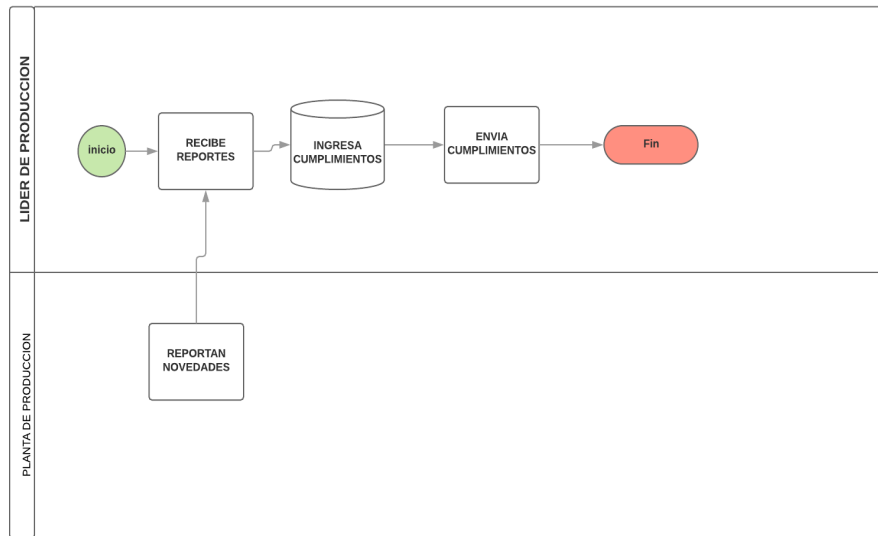 LIDER DE PRODUCCION
inicio
RECIBE
REPORTES
INGRESA
CUMPLIMIENTOS
ENVIA
CUMPLIMIENTOS
Fin
PLANTA DE PRODUCCION
REPORTAN
NOVEDADES